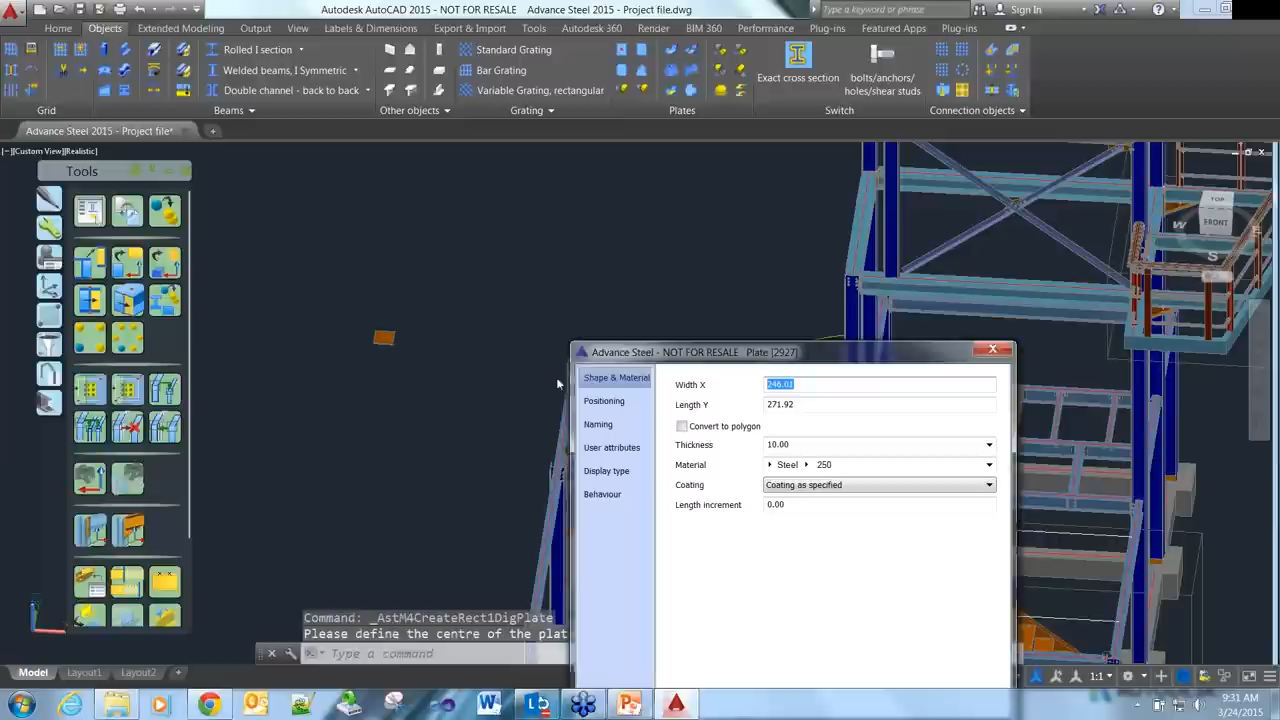 Autodesk AutoCAD 2015 - NOT FOR RESALE Advance Steel 2015 - Project file.dwg
Type a keyword or phrase
Sign In
Home Objects Extended Modeling Output View Labels & Dimensions Export & Import Tools Autodesk 360 Render BIM 360 Performance Plug-ins Featured Apps Plug-ins
Rolled I section
Standard Grating
Welded beams, I Symmetric
Bar Grating
Exact cross section
bolts/anchors/
holes/shear studs
Double channel - back to back
Variable Grating, rectangular
Grid Beams Other objects Grating Plates Switch Connection objects
Advance Steel 2015 - Project file*
[−][Custom View][Realistic]
Tools
TOP
W FRONT
S
Advance Steel - NOT FOR RESALE Plate [2927]
Shape & Material
Positioning
Naming
User attributes
Display type
Behaviour
Width X 246.01
Length Y 271.92
Convert to polygon
Thickness 10.00
Material Steel 250
Coating Coating as specified
Length increment 0.00
Command: _AstM4CreateRect1DigPlate
Please define the centre of the plat
Type a command
Model Layout1 Layout2
1:1
9:31 AM
3/24/2015